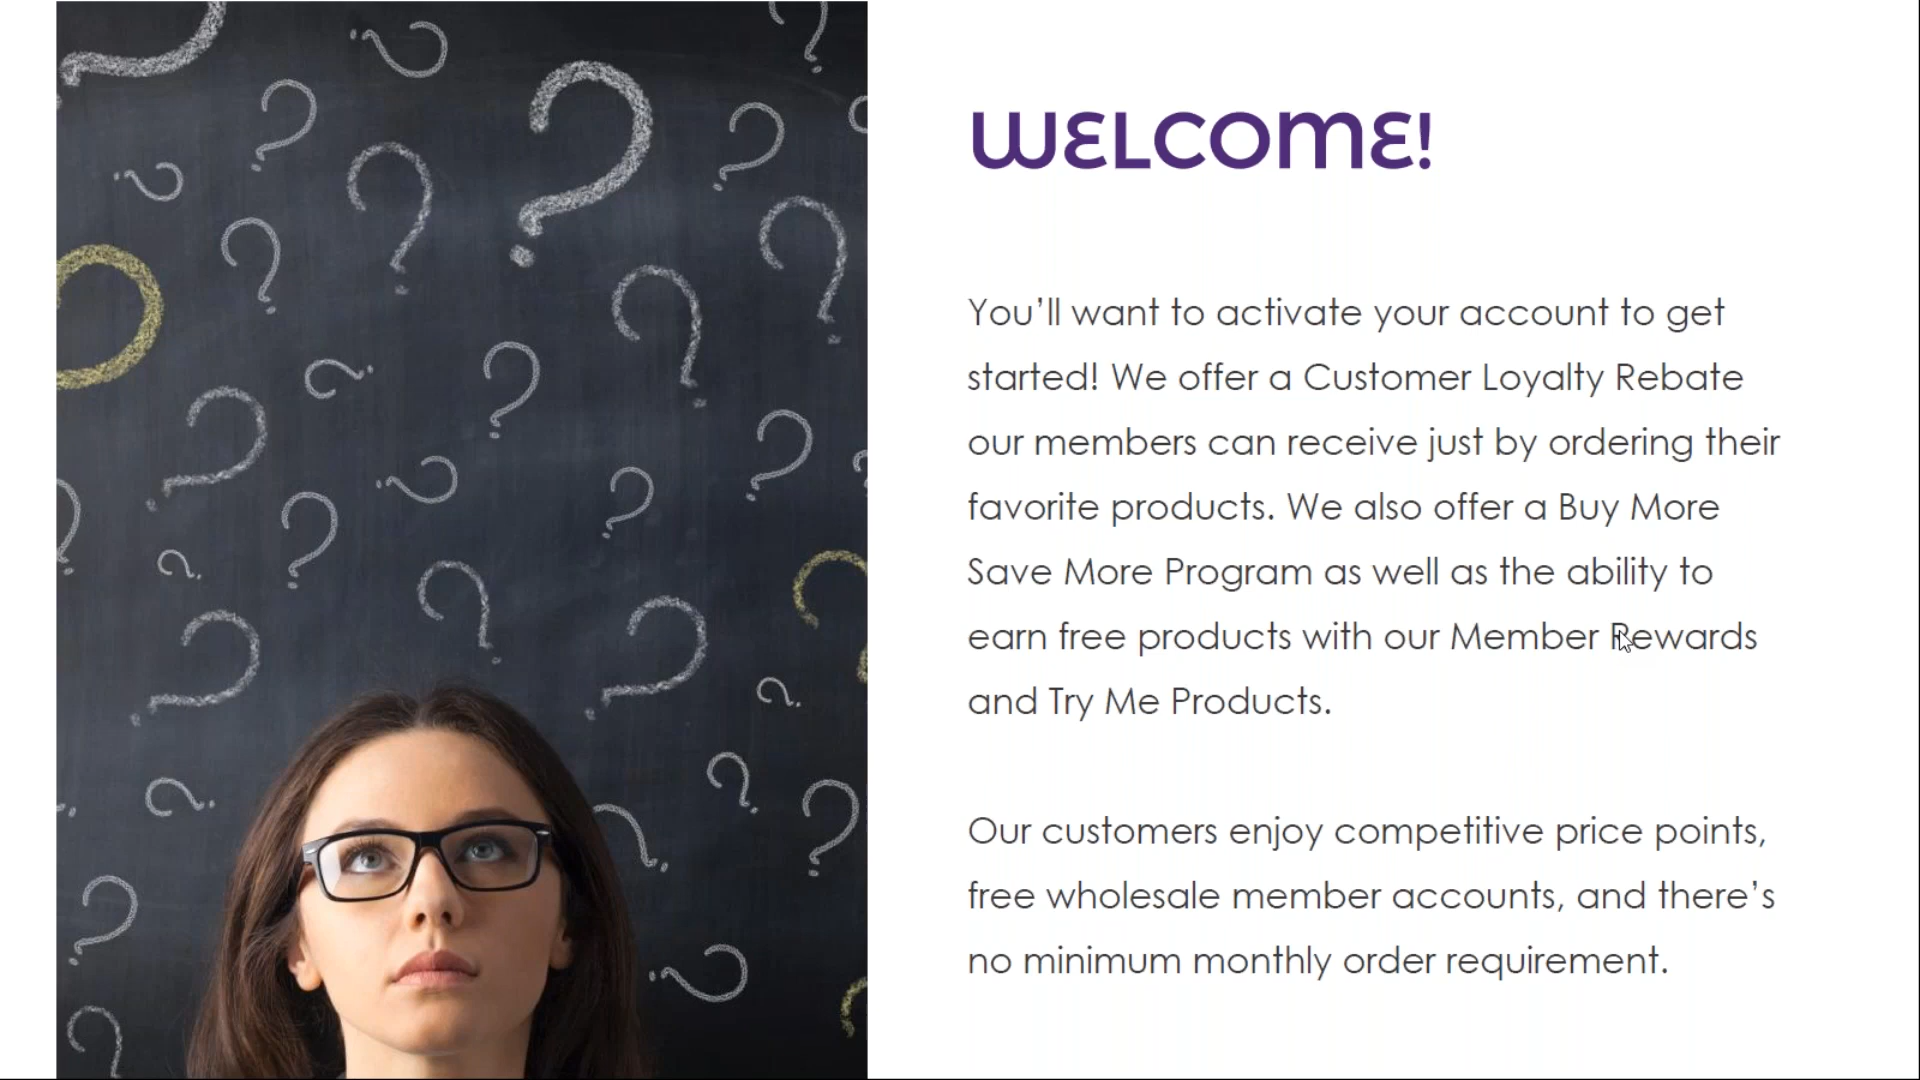 WELCOME!
You’ll want to activate your account to get
started! We offer a Customer Loyalty Rebate
our members can receive just by ordering their
favorite products. We also offer a Buy More
Save More Program as well as the ability to
earn free products with our Member Rewards
and Try Me Products.
Our customers enjoy competitive price points,
free wholesale member accounts, and there’s
no minimum monthly order requirement.